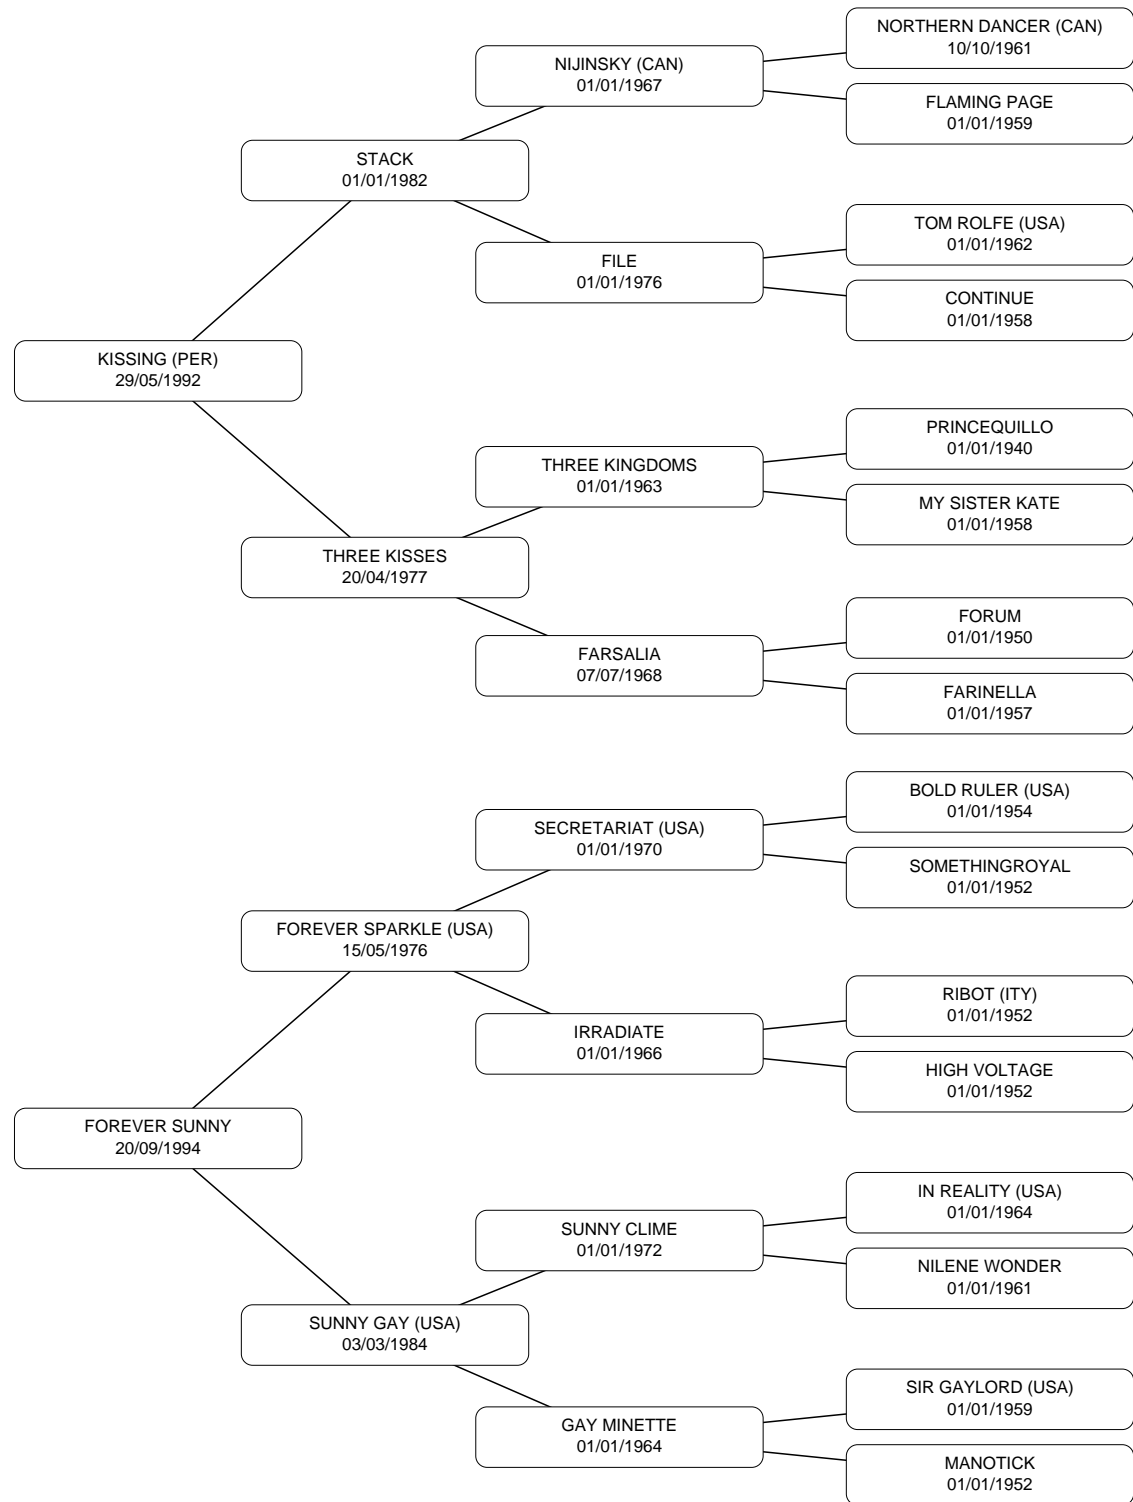 NORTHERN DANCER (CAN)
10/10/1961
NIJINSKY (CAN)
01/01/1967
FLAMING PAGE
01/01/1959
STACK
01/01/1982
TOM ROLFE (USA)
01/01/1962
FILE
01/01/1976
CONTINUE
01/01/1958
KISSING (PER)
29/05/1992
PRINCEQUILLO
01/01/1940
THREE KINGDOMS
01/01/1963
MY SISTER KATE
01/01/1958
THREE KISSES
20/04/1977
FORUM
01/01/1950
FARSALIA
07/07/1968
FARINELLA
01/01/1957
BOLD RULER (USA)
01/01/1954
SECRETARIAT (USA)
01/01/1970
SOMETHINGROYAL
01/01/1952
FOREVER SPARKLE (USA)
15/05/1976
RIBOT (ITY)
01/01/1952
IRRADIATE
01/01/1966
HIGH VOLTAGE
01/01/1952
FOREVER SUNNY
20/09/1994
IN REALITY (USA)
01/01/1964
SUNNY CLIME
01/01/1972
NILENE WONDER
01/01/1961
SUNNY GAY (USA)
03/03/1984
SIR GAYLORD (USA)
01/01/1959
GAY MINETTE
01/01/1964
MANOTICK
01/01/1952